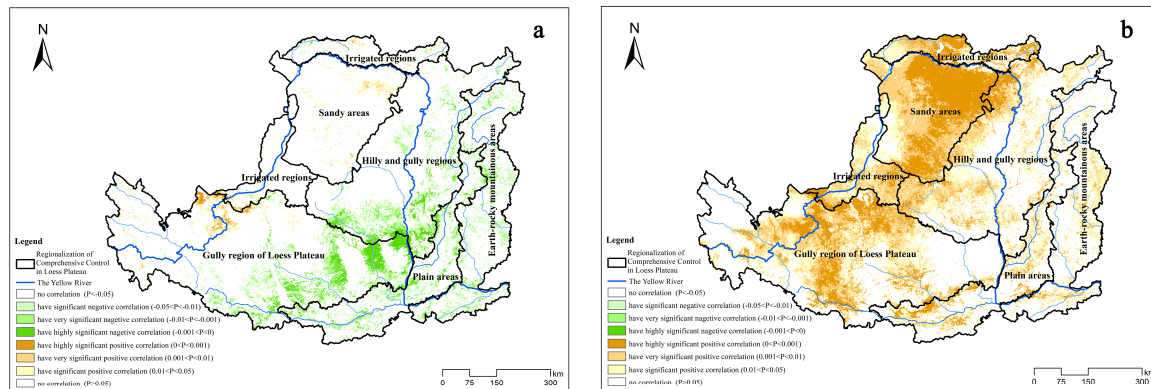 N
a
Irrigated regions
Sandy areas
Hilly and gully regions
Earth-rocky mountainous areas
Irrigated regions
Gully region of Loess Plateau
Plain areas
Legend
Regionalization of
Comprehensive Control
in Loess Plateau
The Yellow River
no correlation (P<-0.05)
have significant negative correlation (-0.05<P<-0.01)
have very significant nagetive correlation (-0.01<P<-0.001)
have highly significant nagetive correlation (-0.001<P<0)
have highly significant positive correlation (0<P<0.001)
have very significant positive correlation (0.001<P<0.01)
have significant positive correlation (0.01<P<0.05)
no correlation (P>0.05)
km
0 75 150 300
N
b
Irrigated regions
Sandy areas
Hilly and gully regions
Earth-rocky mountainous areas
Irrigated regions
Gully region of Loess Plateau
Plain areas
Legend
Regionalization of
Comprehensive Control
in Loess Plateau
The Yellow River
no correlation (P<-0.05)
have significant negative correlation (-0.05<P<-0.01)
have very significant nagetive correlation (-0.01<P<-0.001)
have highly significant nagetive correlation (-0.001<P<0)
have highly significant positive correlation (0<P<0.001)
have very significant positive correlation (0.001<P<0.01)
have significant positive correlation (0.01<P<0.05)
no correlation (P>0.05)
km
0 75 150 300